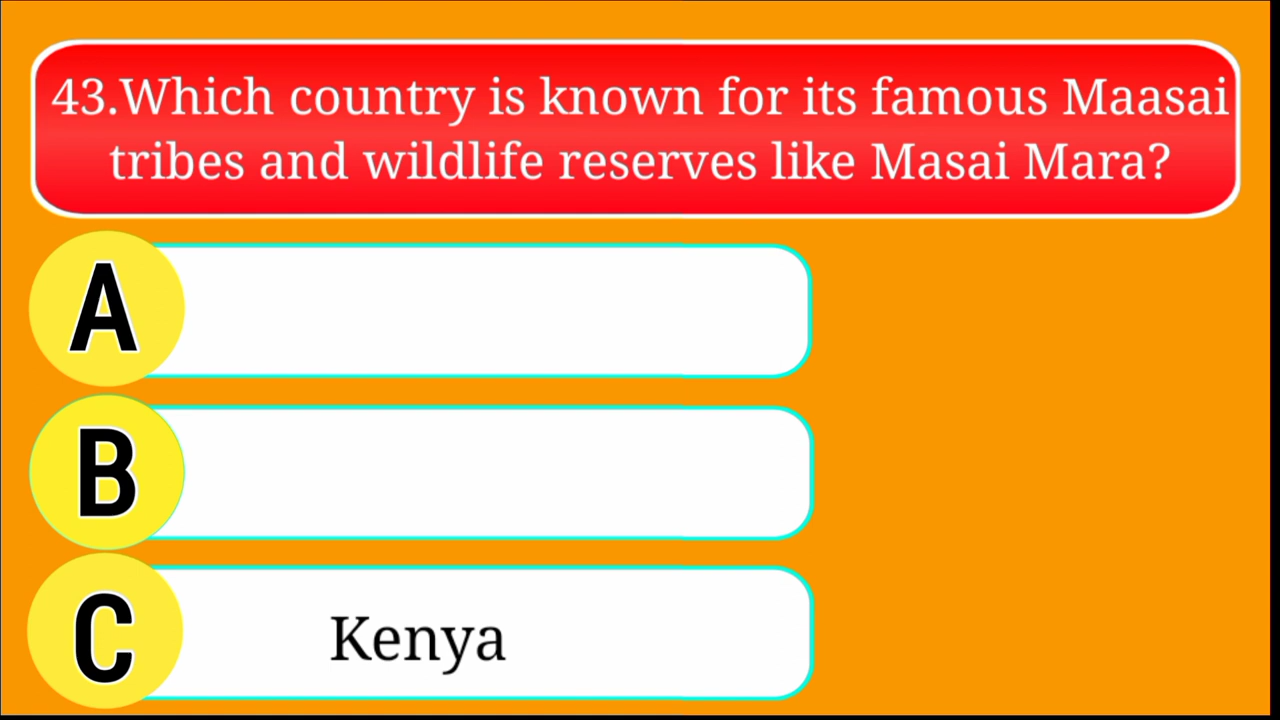 43.Which country is known for its famous Maasai
tribes and wildlife reserves like Masai Mara?
A
B
C
Kenya